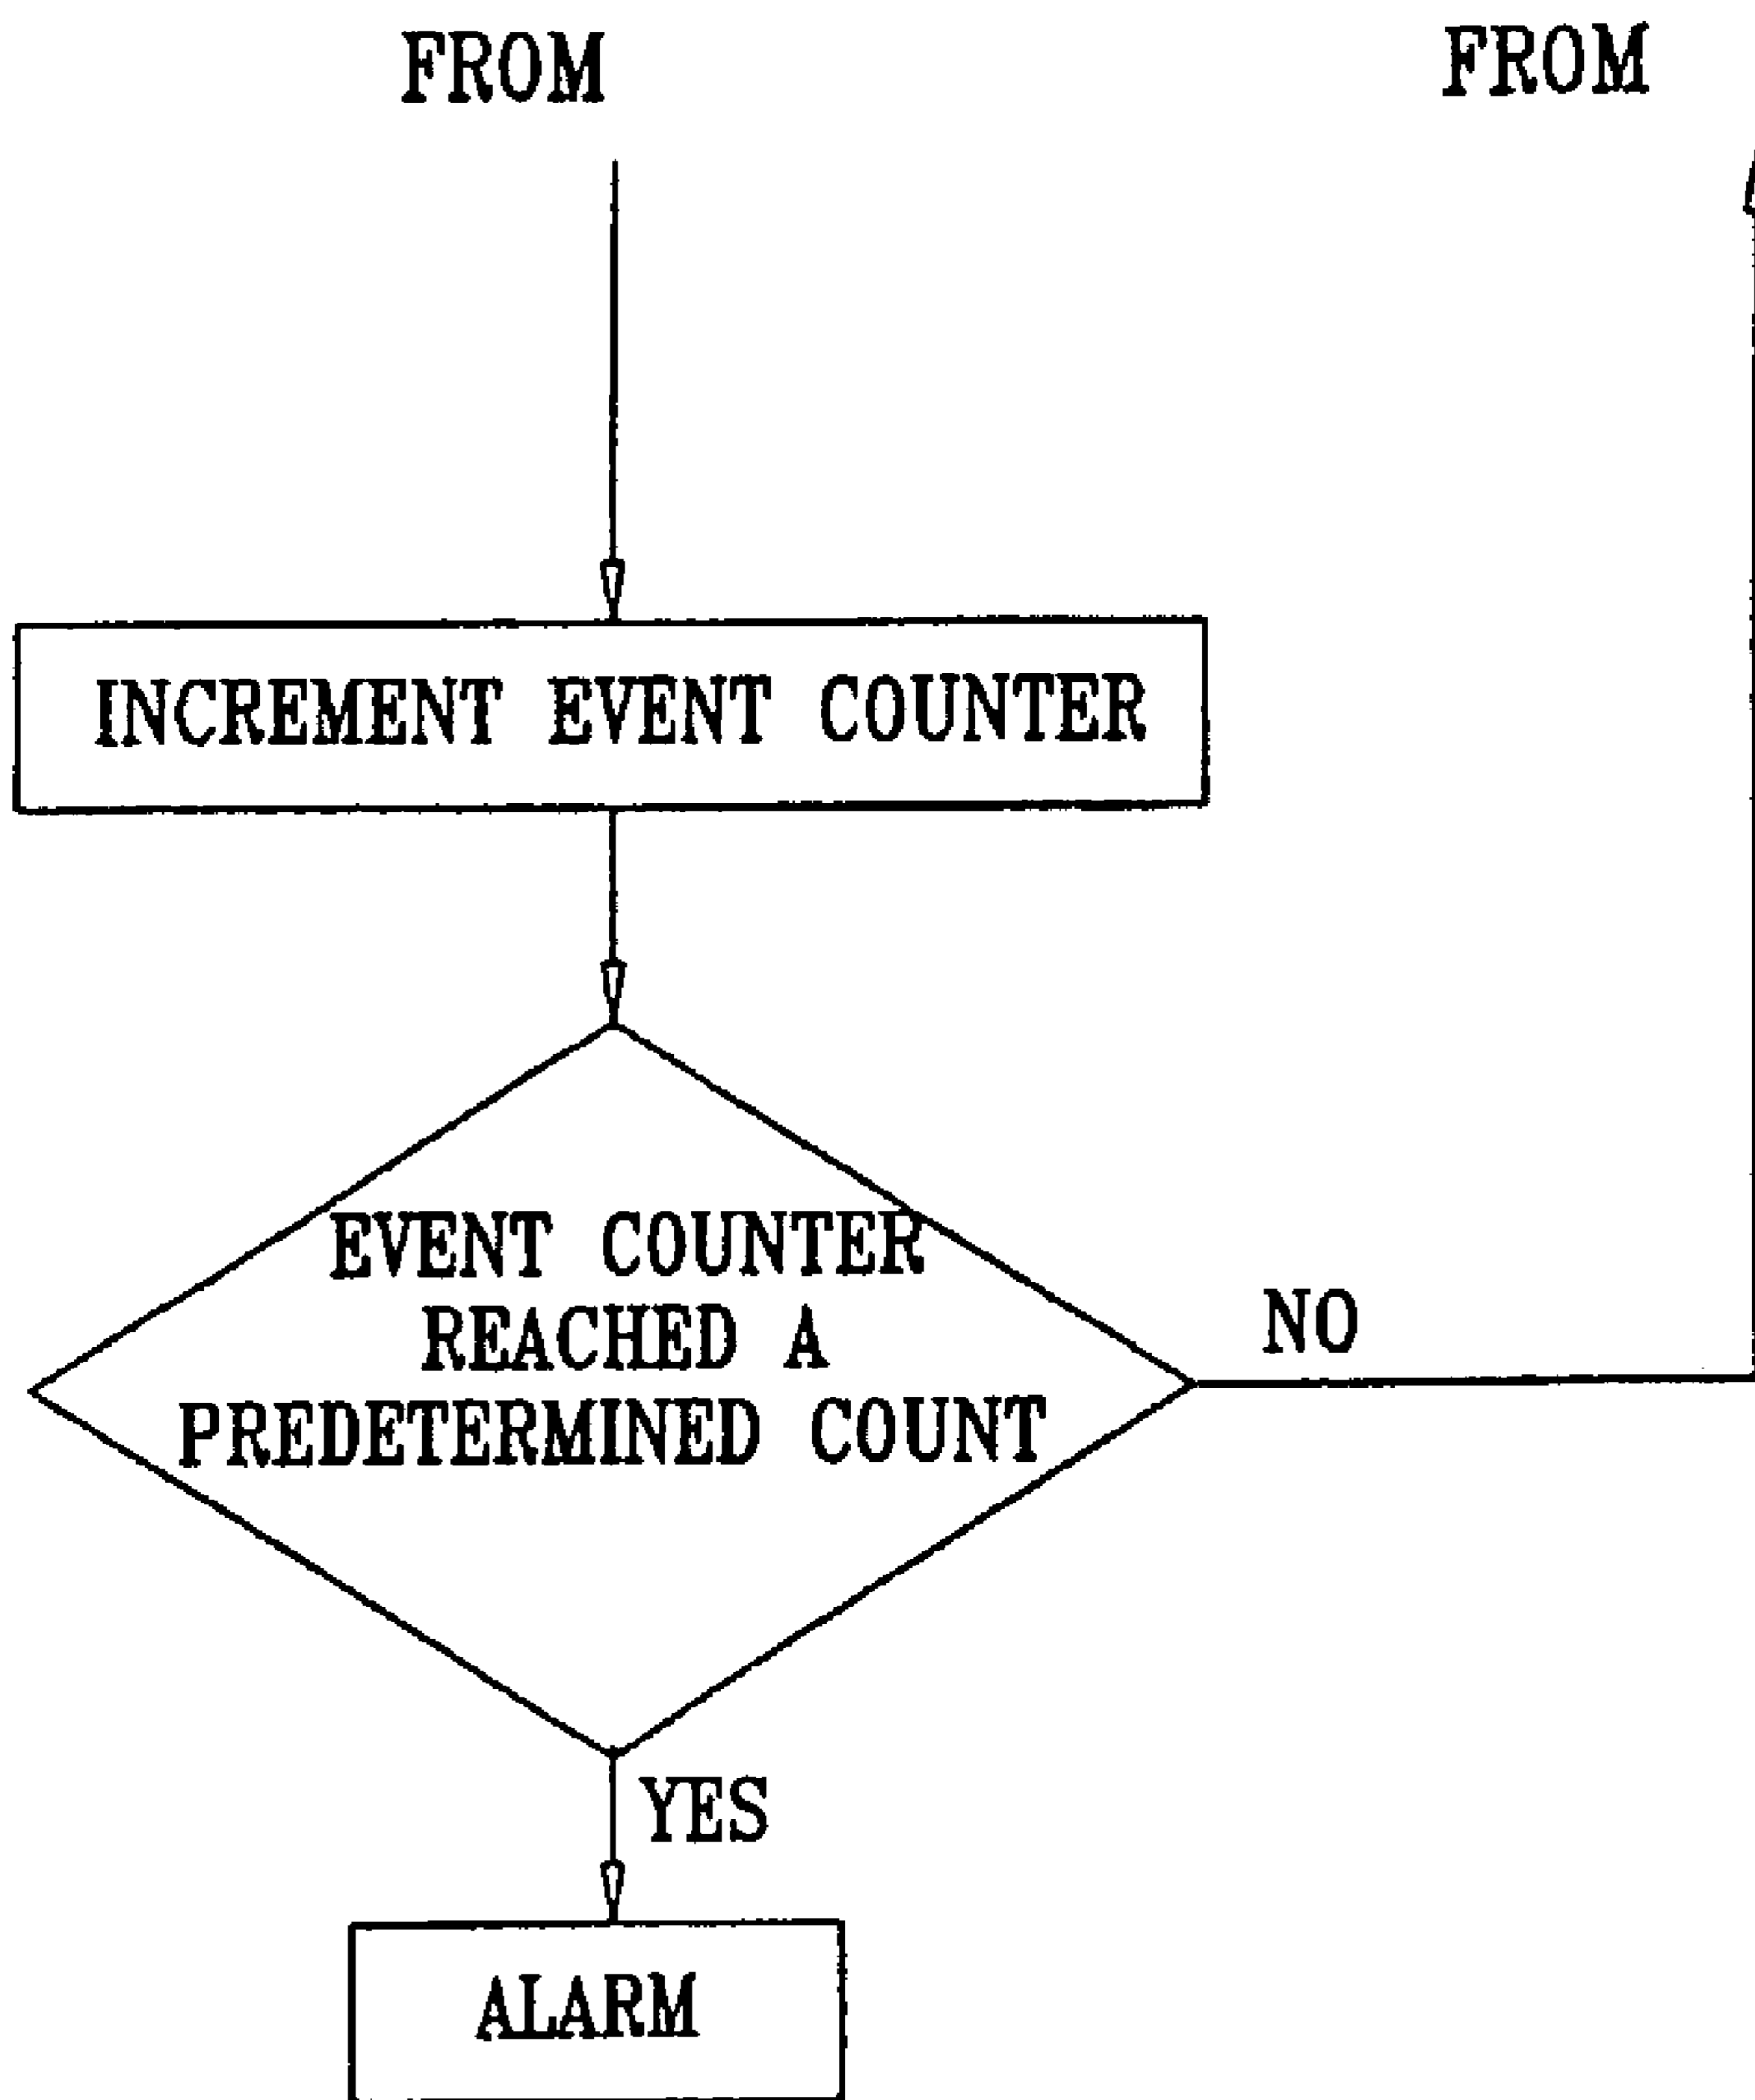 FROM
FROM
INCREMENT EVENT COUNTER
EVENT COUNTER
REACHED A
PREDETERMINED COUNT
NO
YES
ALARM